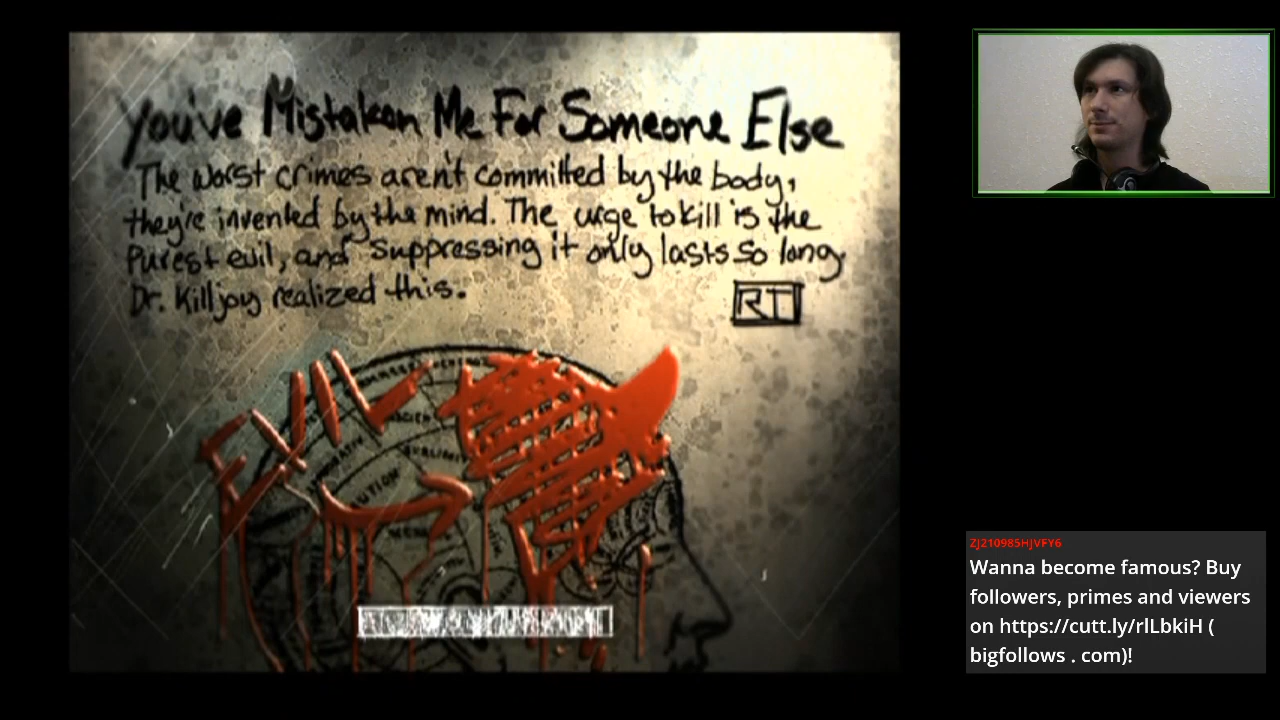 You've Mistaken Me For Someone Else
The worst crimes aren't committed by the body,
they're invented by the mind. The urge to kill is the
Purest evil, and suppressing it only lasts so long.
Dr. Killjoy realized this.
RT
EVIL
UTION
ZJ210985HJVFY6
Wanna become famous? Buy
followers, primes and viewers
on https://cutt.ly/rlLbkiH (
bigfollows . com)!